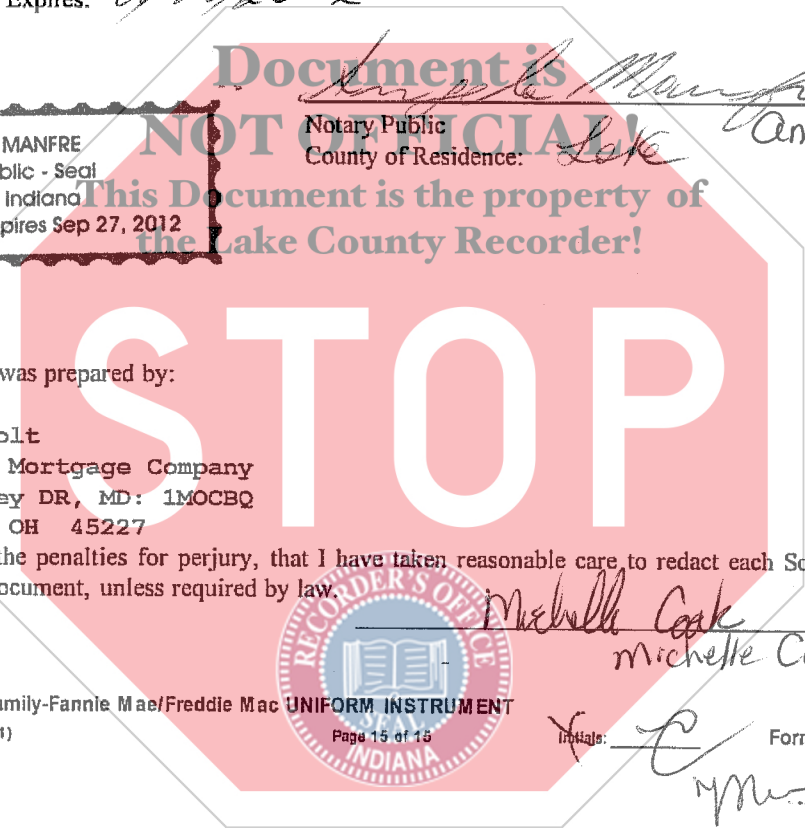 Expires:
Document is
NOT OFFICIAL!
This Document is the property of
the Lake County Recorder!
MANFRE
blic - Seal
Indiana
pires Sep 27, 2012
Notary Public
County of Residence: Lake
STOP
was prepared by:
olt
Mortgage Company
ey DR, MD: 1MOCBQ
OH 45227
the penalties for perjury, that I have taken reasonable care to redact each So
ocument, unless required by law.
Michelle Cook
Michelle C
RECORDER'S OFFICE
SEAL
INDIANA
amily-Fannie Mae/Freddie Mac UNIFORM INSTRUMENT
1)
Page 15 of 15
Initials:
Form